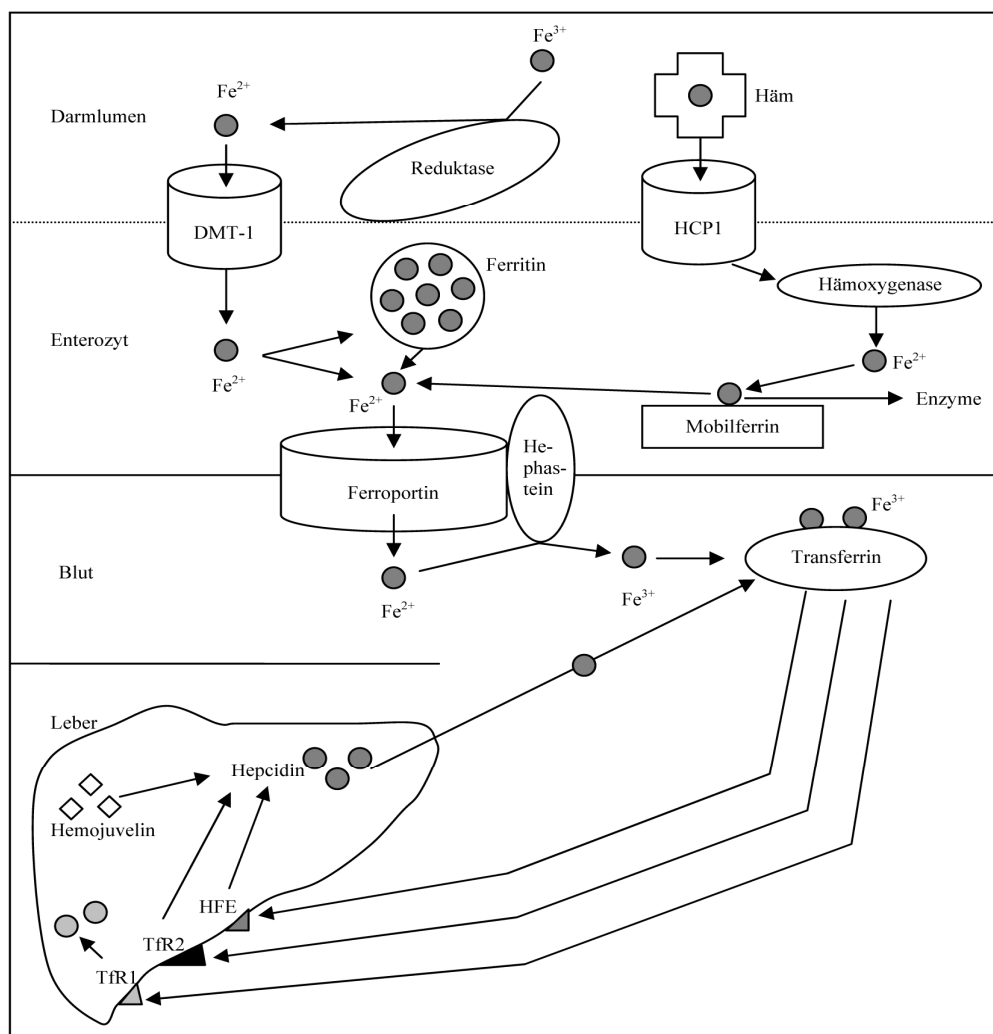 Fe³⁺
Fe²⁺
Häm
Darmlumen
Reduktase
DMT-1
HCP1
Ferritin
Hämoxygenase
Enterozyt
Fe²⁺
Fe²⁺
Fe²⁺
Enzyme
Mobilferrin
He-
phas-
tein
Ferroportin
Fe³⁺
Transferrin
Blut
Fe²⁺
Fe³⁺
Leber
Hepcidin
Hemojuvelin
HFE
TfR2
TfR1